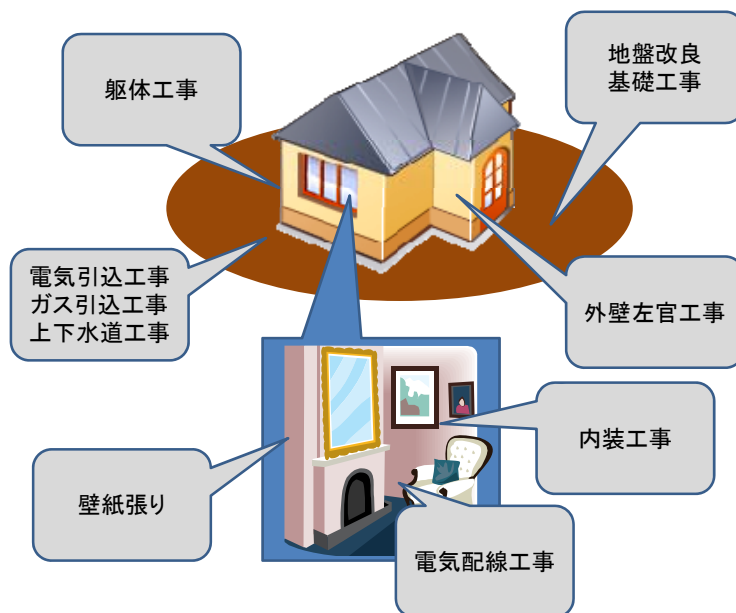 躯体工事
地盤改良
基礎工事
電気引込工事
ガス引込工事
上下水道工事
外壁左官工事
内装工事
壁紙張り
電気配線工事